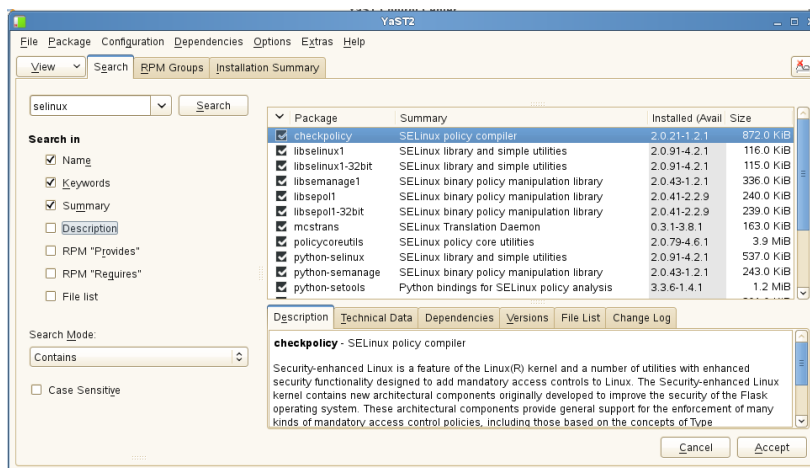 YaST2
File Package Configuration Dependencies Options Extras Help
View Search RPM Groups Installation Summary
selinux Search
Search in
Name
Keywords
Summary
Description
RPM "Provides"
RPM "Requires"
File list
Search Mode:
Contains
Case Sensitive
Package Summary Installed (Avail Size
checkpolicy SELinux policy compiler 2.0.21-1.2.1 872.0 KiB
libselinux1 SELinux library and simple utilities 2.0.91-4.2.1 116.0 KiB
libselinux1-32bit SELinux library and simple utilities 2.0.91-4.2.1 115.0 KiB
libsemanage1 SELinux binary policy manipulation library 2.0.43-1.2.1 336.0 KiB
libsepol1 SELinux binary policy manipulation library 2.0.41-2.2.9 240.0 KiB
libsepol1-32bit SELinux binary policy manipulation library 2.0.41-2.2.9 239.0 KiB
mcstrans SELinux Translation Daemon 0.3.1-3.8.1 163.0 KiB
policycoreutils SELinux policy core utilities 2.0.79-4.6.1 3.9 MiB
python-selinux SELinux library and simple utilities 2.0.91-4.2.1 537.0 KiB
python-semanage SELinux binary policy manipulation library 2.0.43-1.2.1 243.0 KiB
python-setools Python bindings for SELinux policy analysis 3.3.6-1.4.1 1.2 MiB
Description Technical Data Dependencies Versions File List Change Log
checkpolicy - SELinux policy compiler
Security-enhanced Linux is a feature of the Linux(R) kernel and a number of utilities with enhanced
security functionality designed to add mandatory access controls to Linux. The Security-enhanced Linux
kernel contains new architectural components originally developed to improve the security of the Flask
operating system. These architectural components provide general support for the enforcement of many
kinds of mandatory access control policies, including those based on the concepts of Type
Cancel Accept